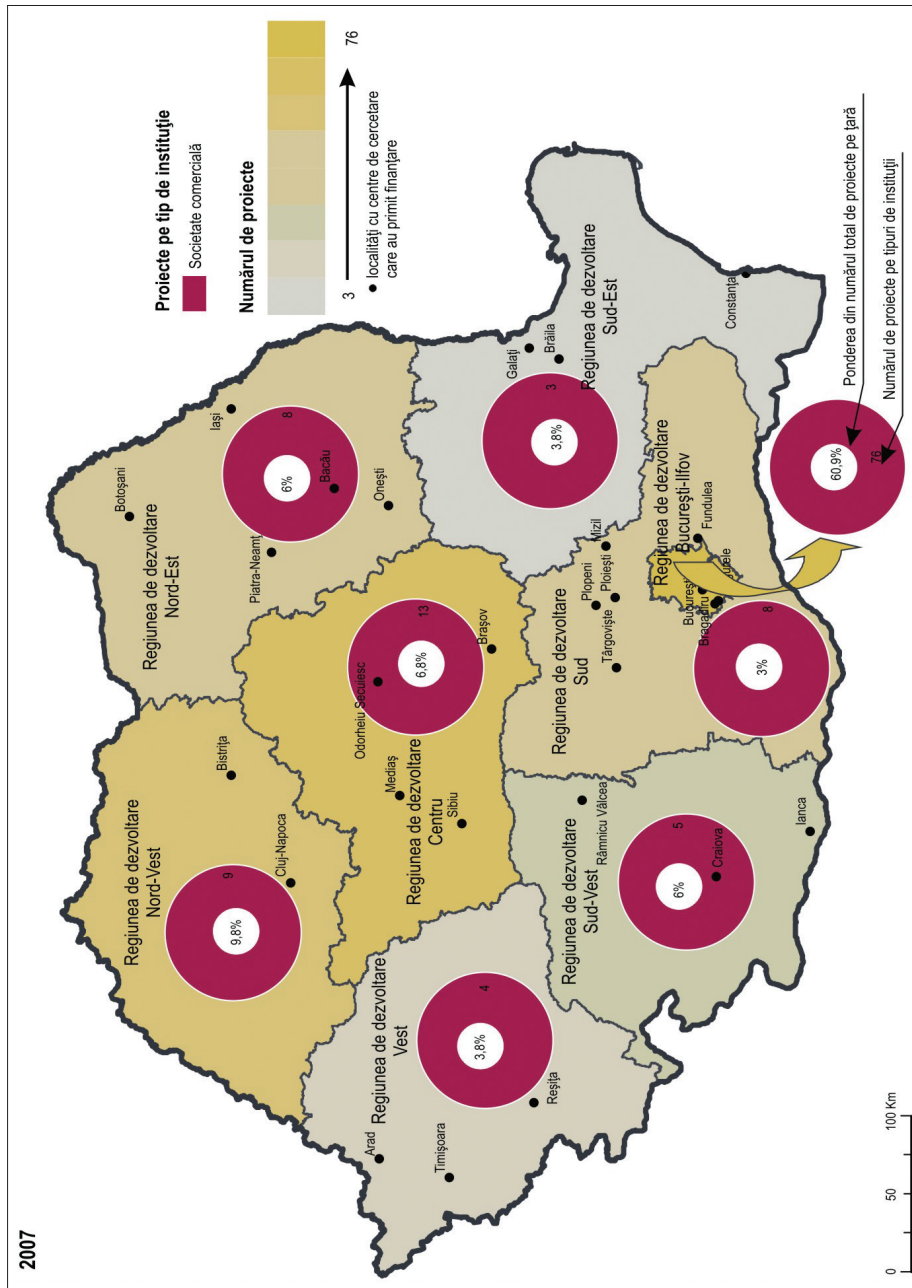 2007
Proiecte pe tip de instituţie
Societate comercială
Numărul de proiecte
3
76
localităţi cu centre de cercetare
care au primit finanţare
Regiunea de dezvoltare
Nord-Vest
9
9,8%
Bistriţa
Cluj-Napoca
Regiunea de dezvoltare
Nord-Est
Botoşani
Iaşi
Piatra-Neamţ
8
6%
Bacău
Oneşti
Regiunea de dezvoltare
Vest
Arad
Timişoara
4
3,8%
Reşiţa
Regiunea de dezvoltare
Centru
Odorheiu Secuiesc
Mediaş
Sibiu
13
6,8%
Braşov
Regiunea de dezvoltare
Sud-Est
Galaţi
Brăila
3
3,8%
Constanţa
Regiunea de dezvoltare
Sud-Vest
Râmnicu Vâlcea
5
6%
Craiova
Ianca
Regiunea de dezvoltare
Sud
Plopeni
Mizil
Ploieşti
Târgovişte
8
3%
Regiunea de dezvoltare
Bucureşti-Ilfov
Fundulea
Bucureşti
Bragadiru
60,9%
76
Ponderea din numărul total de proiecte pe ţară
Numărul de proiecte pe tipuri de instituţii
0 50 100 Km